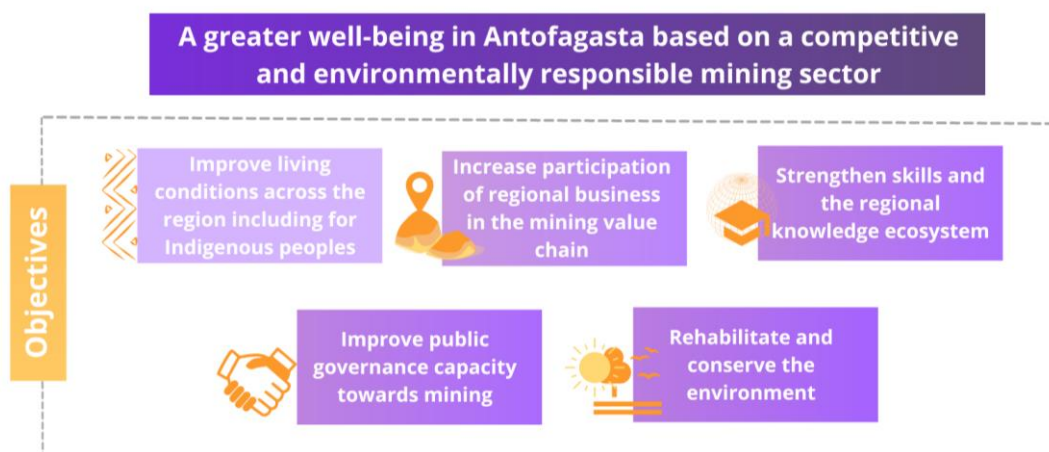 A greater well-being in Antofagasta based on a competitive
and environmentally responsible mining sector
Objectives
Improve living
conditions across the
region including for
Indigenous peoples
Increase participation
of regional business
in the mining value
chain
Strengthen skills and
the regional
knowledge ecosystem
Improve public
governance capacity
towards mining
Rehabilitate and
conserve the
environment